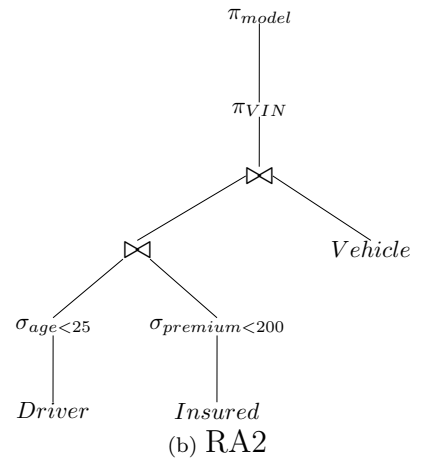 π_model
π_VIN
⋈
⋈ Vehicle
σ_age<25 σ_premium<200
Driver Insured
(b) RA2